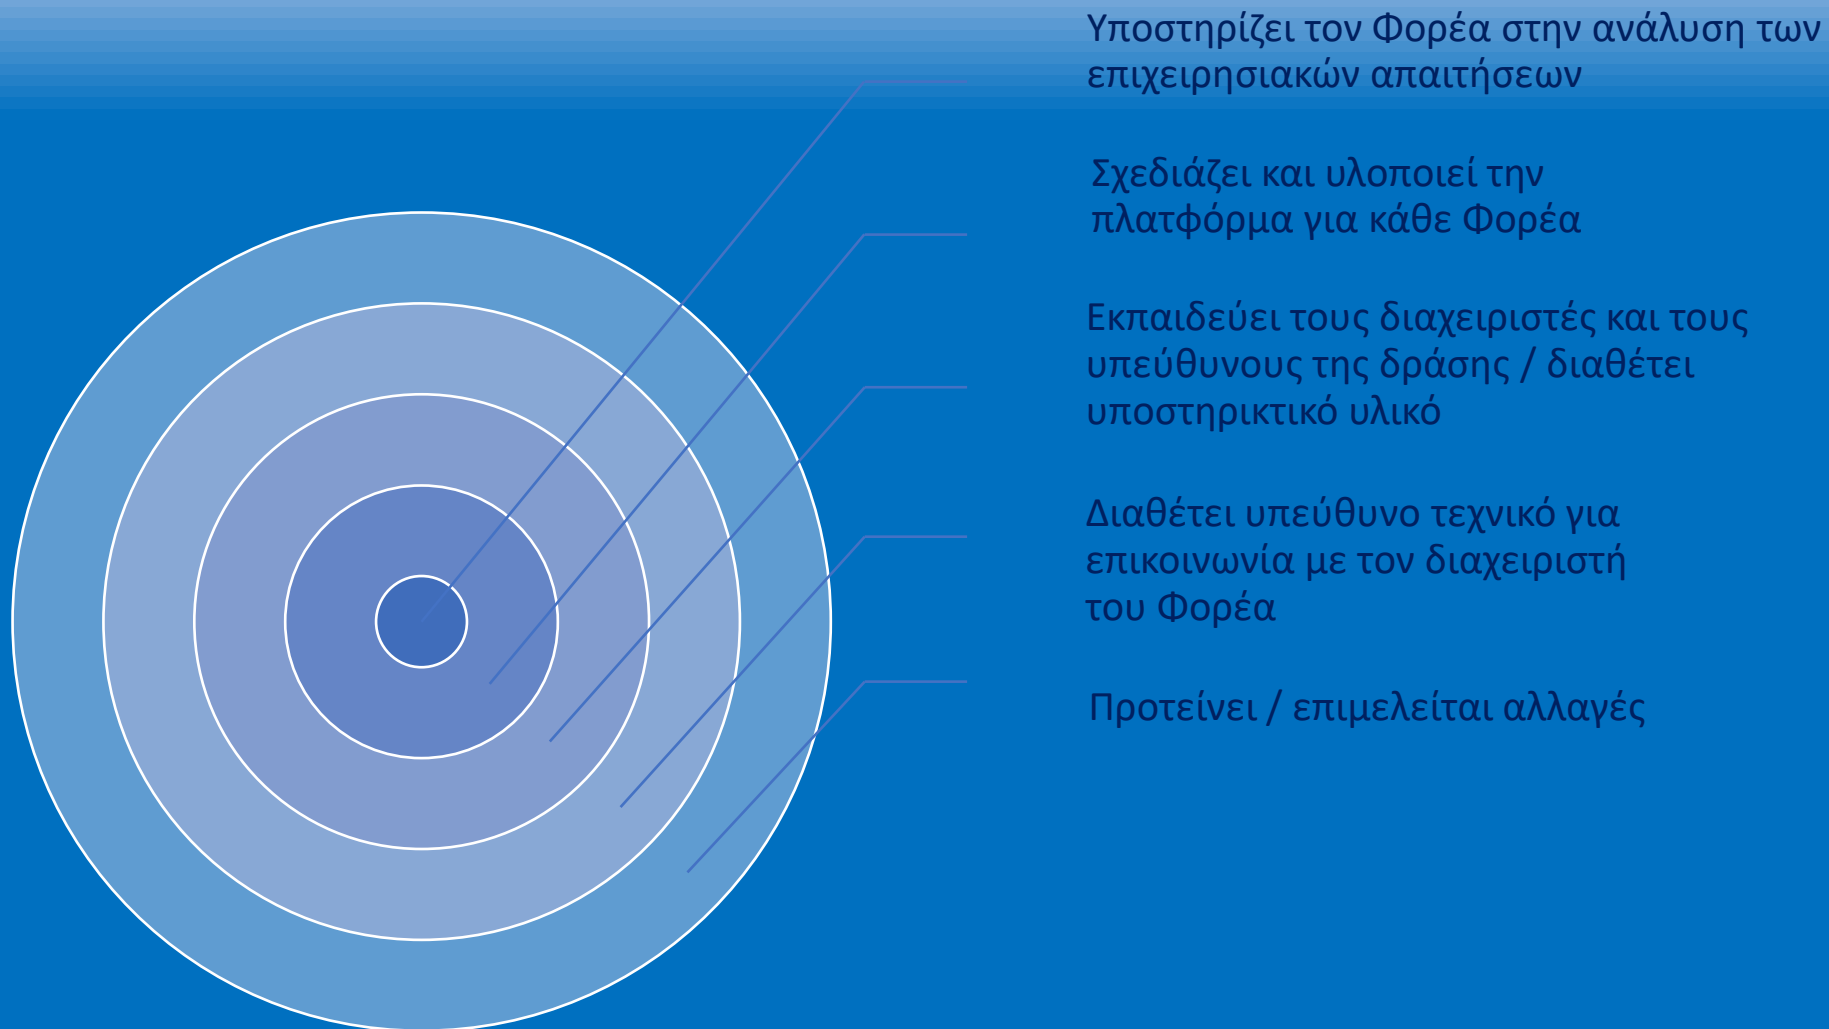 Υποστηρίζει τον Φορέα στην ανάλυση των
επιχειρησιακών απαιτήσεων
Σχεδιάζει και υλοποιεί την
πλατφόρμα για κάθε Φορέα
Εκπαιδεύει τους διαχειριστές και τους
υπεύθυνους της δράσης / διαθέτει
υποστηρικτικό υλικό
Διαθέτει υπεύθυνο τεχνικό για
επικοινωνία με τον διαχειριστή
του Φορέα
Προτείνει / επιμελείται αλλαγές